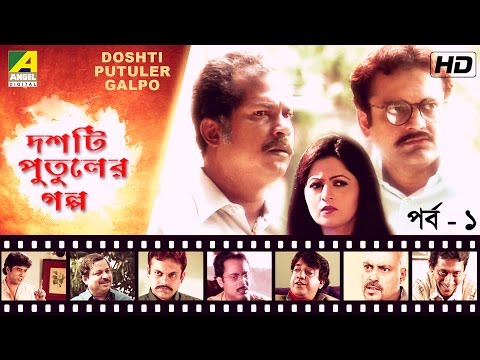 ANGEL
DIGITAL
DOSHTI
PUTULER
GALPO
HD
দশটি
পুতুলের
গল্প
পর্ব - ১